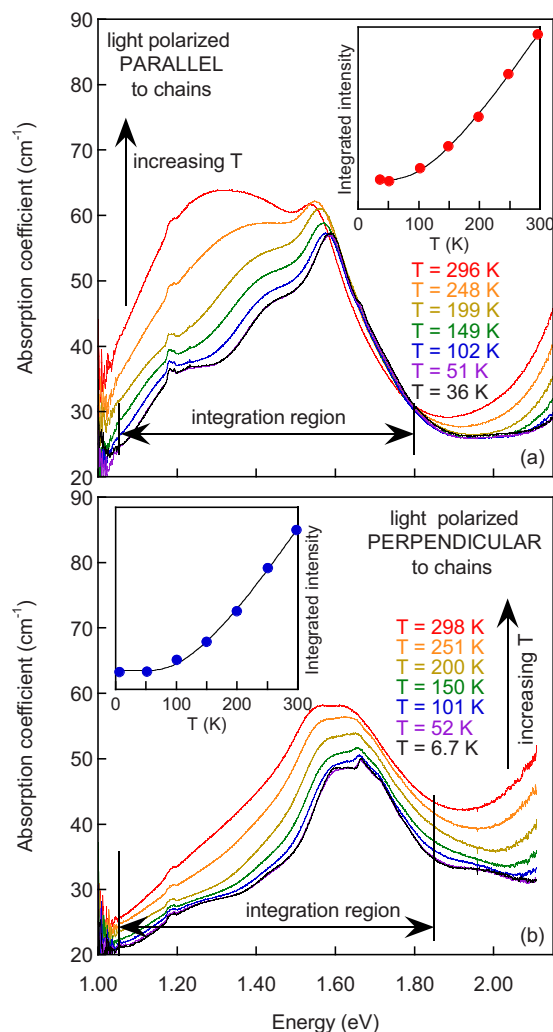 90
80
70
60
50
40
30
20
Absorption coefficient (cm⁻¹)
light polarized
PARALLEL
to chains
increasing T
Integrated intensity
0
100
200
300
T (K)
T = 296 K
T = 248 K
T = 199 K
T = 149 K
T = 102 K
T = 51 K
T = 36 K
integration region
(a)
90
80
70
60
50
40
30
20
Absorption coefficient (cm⁻¹)
Integrated intensity
0
100
200
300
T (K)
light polarized
PERPENDICULAR
to chains
T = 298 K
T = 251 K
T = 200 K
T = 150 K
T = 101 K
T = 52 K
T = 6.7 K
increasing T
integration region
(b)
1.00
1.20
1.40
1.60
1.80
2.00
Energy (eV)